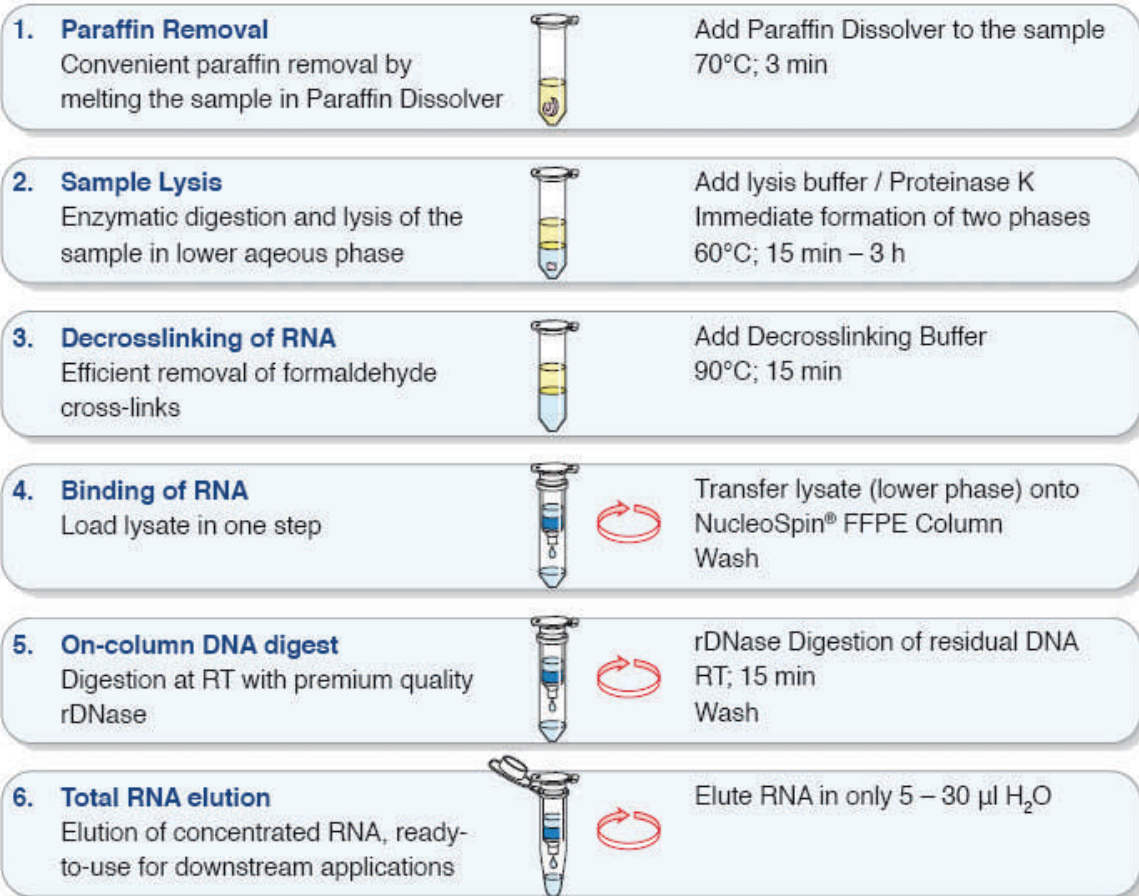 1. Paraffin Removal
Convenient paraffin removal by
melting the sample in Paraffin Dissolver
Add Paraffin Dissolver to the sample
70°C; 3 min
2. Sample Lysis
Enzymatic digestion and lysis of the
sample in lower aqeous phase
Add lysis buffer / Proteinase K
Immediate formation of two phases
60°C; 15 min – 3 h
3. Decrosslinking of RNA
Efficient removal of formaldehyde
cross-links
Add Decrosslinking Buffer
90°C; 15 min
4. Binding of RNA
Load lysate in one step
Transfer lysate (lower phase) onto
NucleoSpin® FFPE Column
Wash
5. On-column DNA digest
Digestion at RT with premium quality
rDNase
rDNase Digestion of residual DNA
RT; 15 min
Wash
6. Total RNA elution
Elution of concentrated RNA, ready-
to-use for downstream applications
Elute RNA in only 5 – 30 µl H₂O